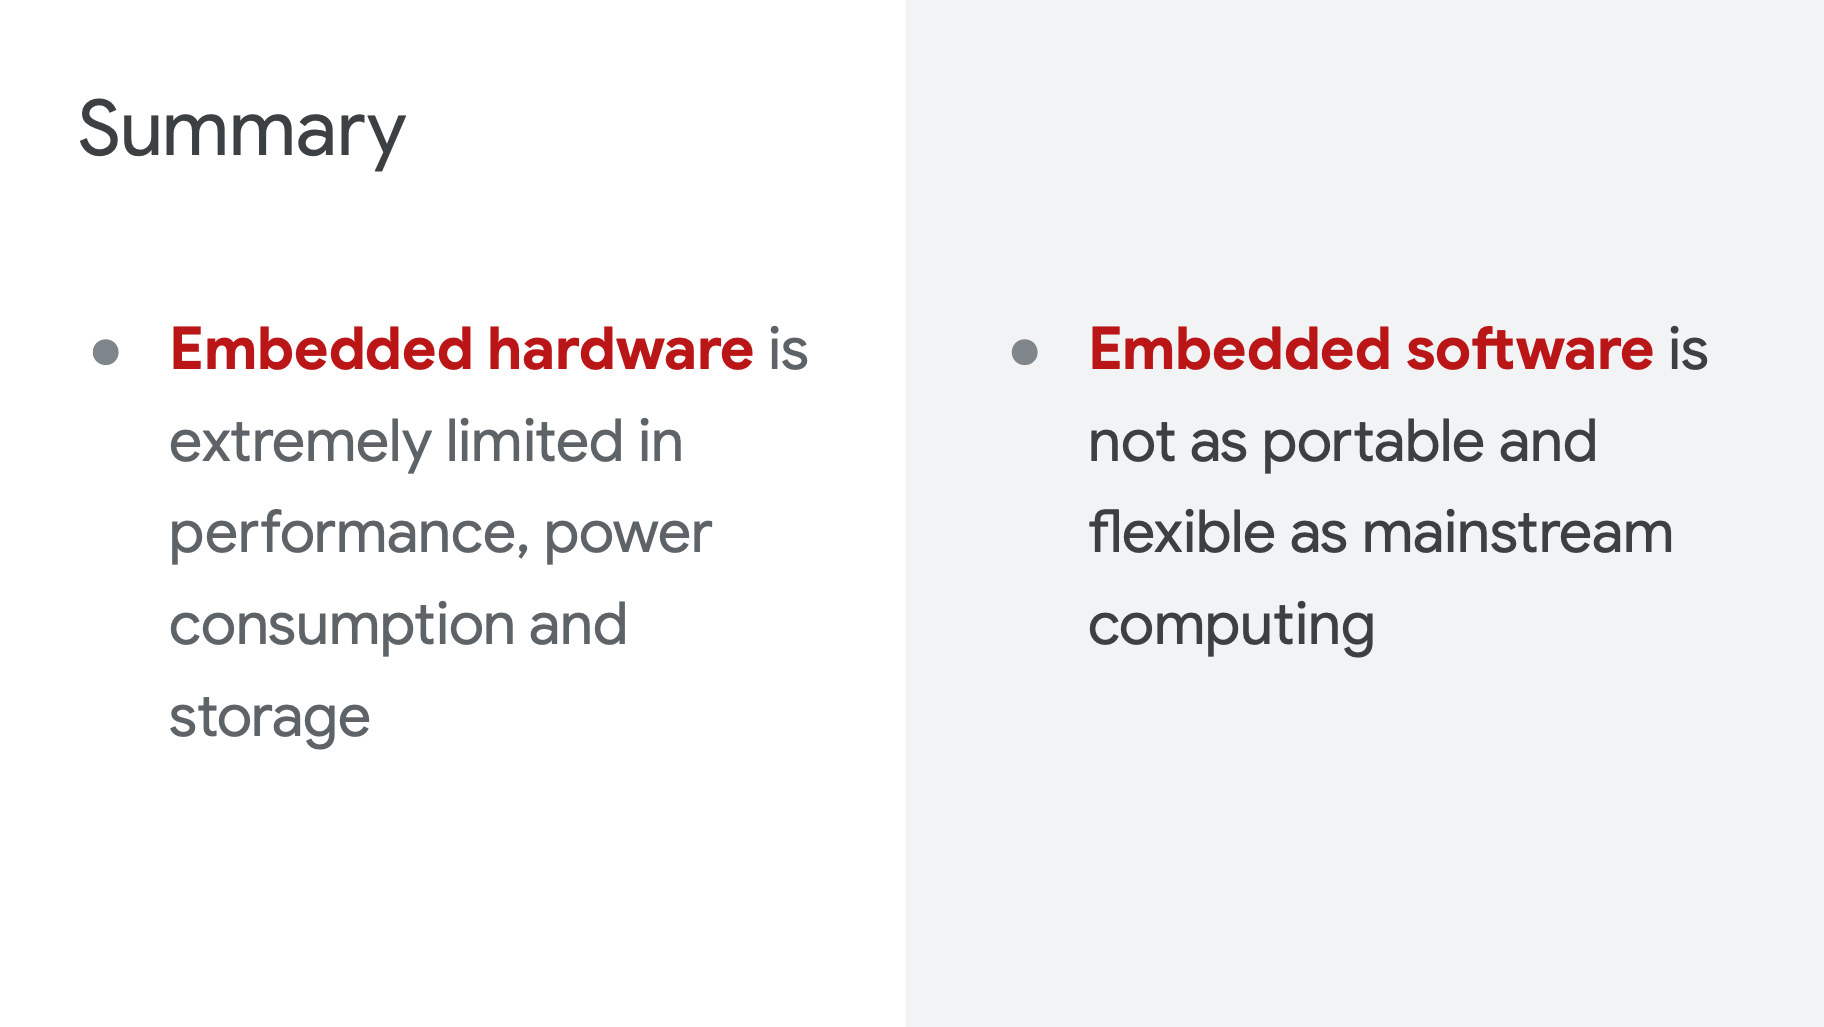 Summary
● Embedded hardware is
extremely limited in
performance, power
consumption and
storage
● Embedded software is
not as portable and
flexible as mainstream
computing